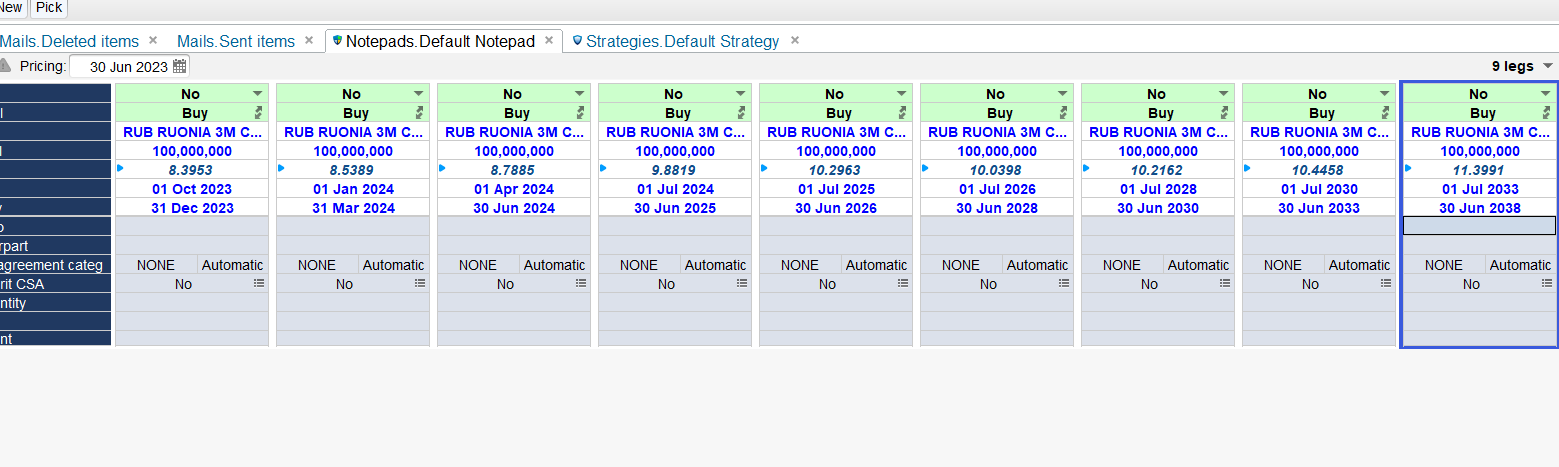 New Pick
Mails.Deleted items Mails.Sent items Notepads.Default Notepad Strategies.Default Strategy
Pricing: 30 Jun 2023 9 legs
No No No No No No No No No
l Buy Buy Buy Buy Buy Buy Buy Buy Buy
RUB RUONIA 3M C... RUB RUONIA 3M C... RUB RUONIA 3M C... RUB RUONIA 3M C... RUB RUONIA 3M C... RUB RUONIA 3M C... RUB RUONIA 3M C... RUB RUONIA 3M C... RUB RUONIA 3M C...
l 100,000,000 100,000,000 100,000,000 100,000,000 100,000,000 100,000,000 100,000,000 100,000,000 100,000,000
8.3953 8.5389 8.7885 9.8819 10.2963 10.0398 10.2162 10.4458 11.3991
01 Oct 2023 01 Jan 2024 01 Apr 2024 01 Jul 2024 01 Jul 2025 01 Jul 2026 01 Jul 2028 01 Jul 2030 01 Jul 2033
y 31 Dec 2023 31 Mar 2024 30 Jun 2024 30 Jun 2025 30 Jun 2026 30 Jun 2028 30 Jun 2030 30 Jun 2033 30 Jun 2038
o
rpart
agreement categ NONE Automatic NONE Automatic NONE Automatic NONE Automatic NONE Automatic NONE Automatic NONE Automatic NONE Automatic NONE Automatic
rit CSA No No No No No No No No No
ntity
nt